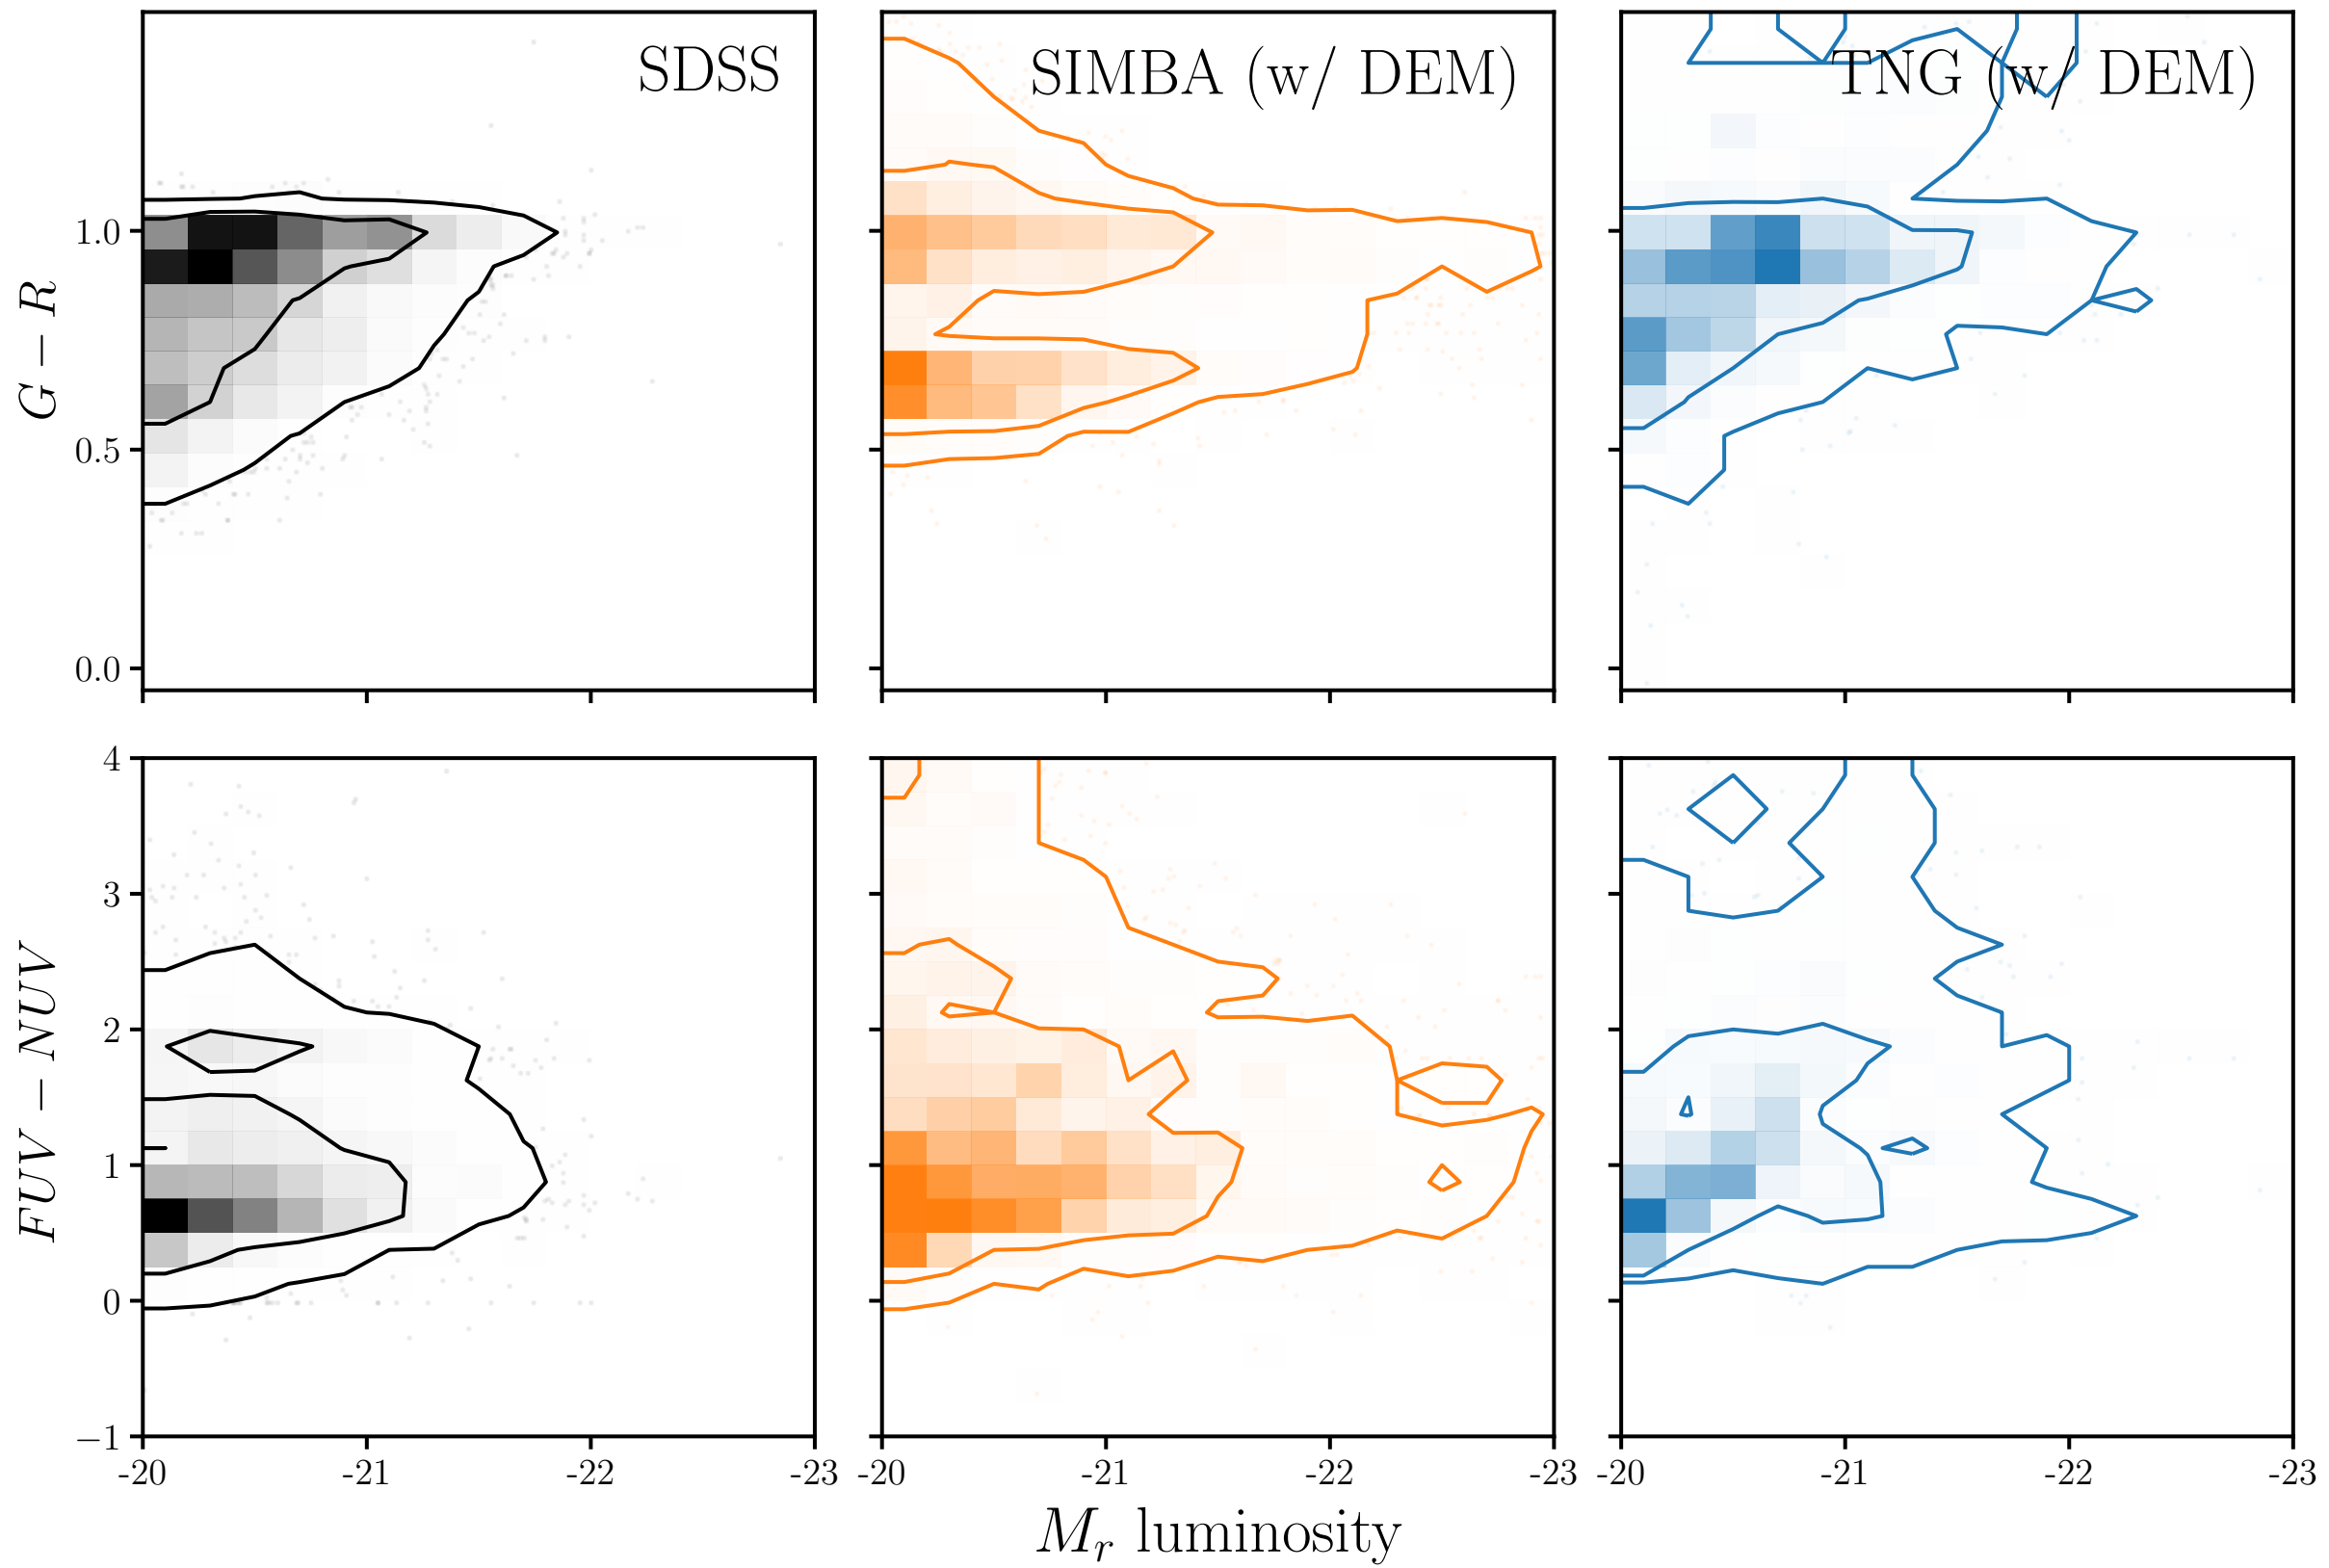 SDSS
SIMBA (w/ DEM)
TNG (w/ DEM)
G − R
1.0
0.5
0.0
FUV − NUV
4
3
2
1
0
−1
-20 -21 -22 -23
-20 -21 -22 -23
-20 -21 -22 -23
M_r luminosity